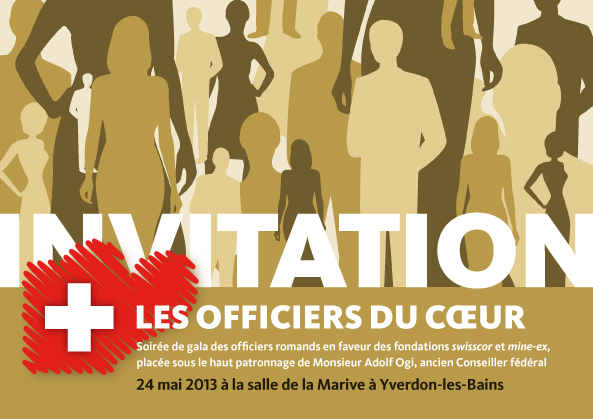 INVITATION
LES OFFICIERS DU CŒUR
Soirée de gala des officiers romands en faveur des fondations swisscor et mine-ex,
placée sous le haut patronnage de Monsieur Adolf Ogi, ancien Conseiller fédéral
24 mai 2013 à la salle de la Marive à Yverdon-les-Bains